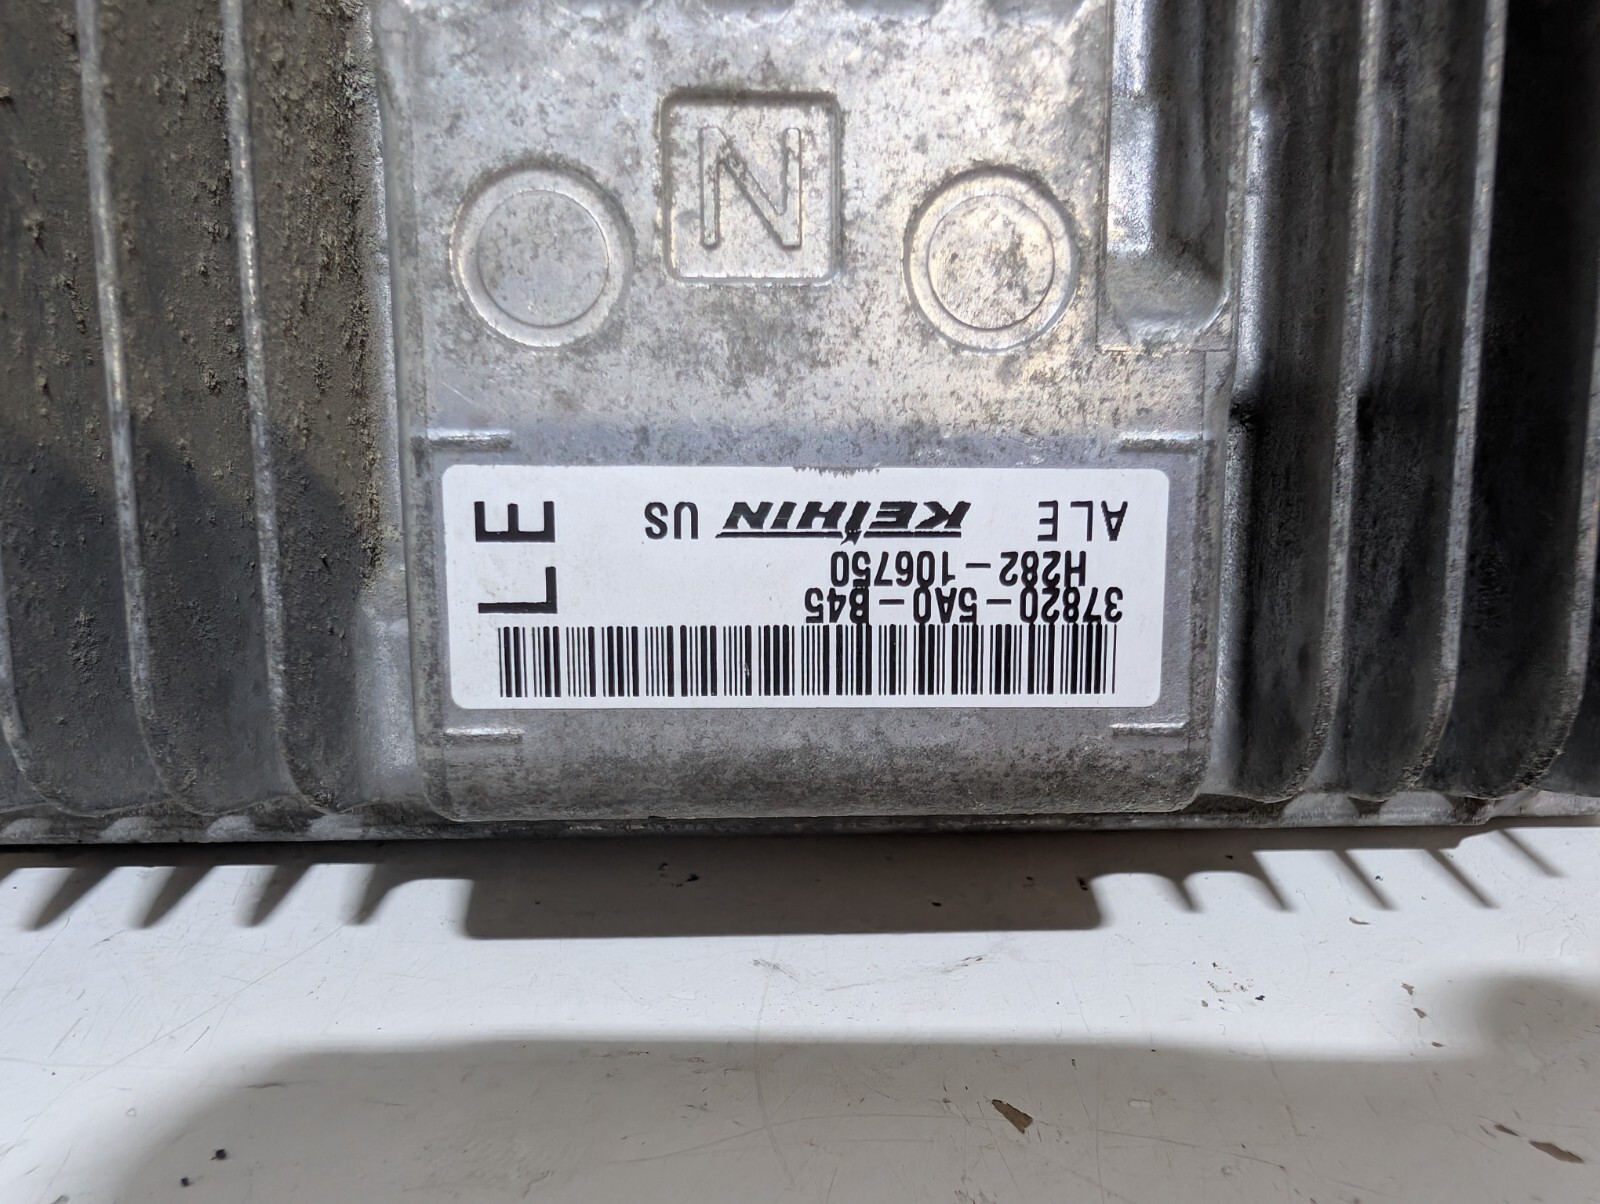 37820-5A0-B45
H282-106750
ALE KEIHIN US
LE
N